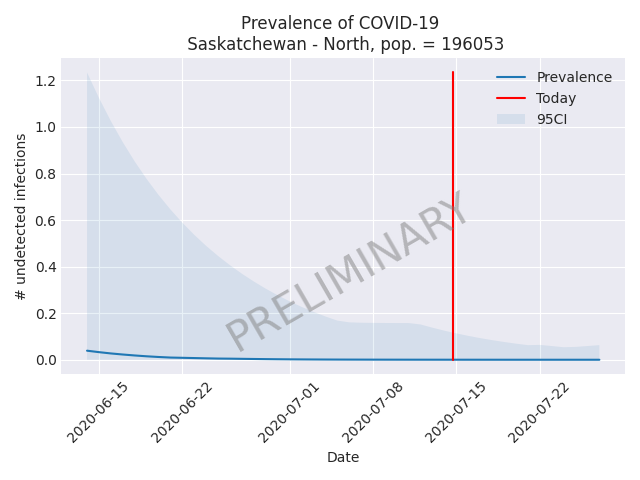 Prevalence of COVID-19
Saskatchewan - North, pop. = 196053
Prevalence
Today
95CI
1.2
1.0
0.8
0.6
0.4
0.2
0.0
# undetected infections
PRELIMINARY
2020-06-15
2020-06-22
2020-07-01
2020-07-08
2020-07-15
2020-07-22
Date